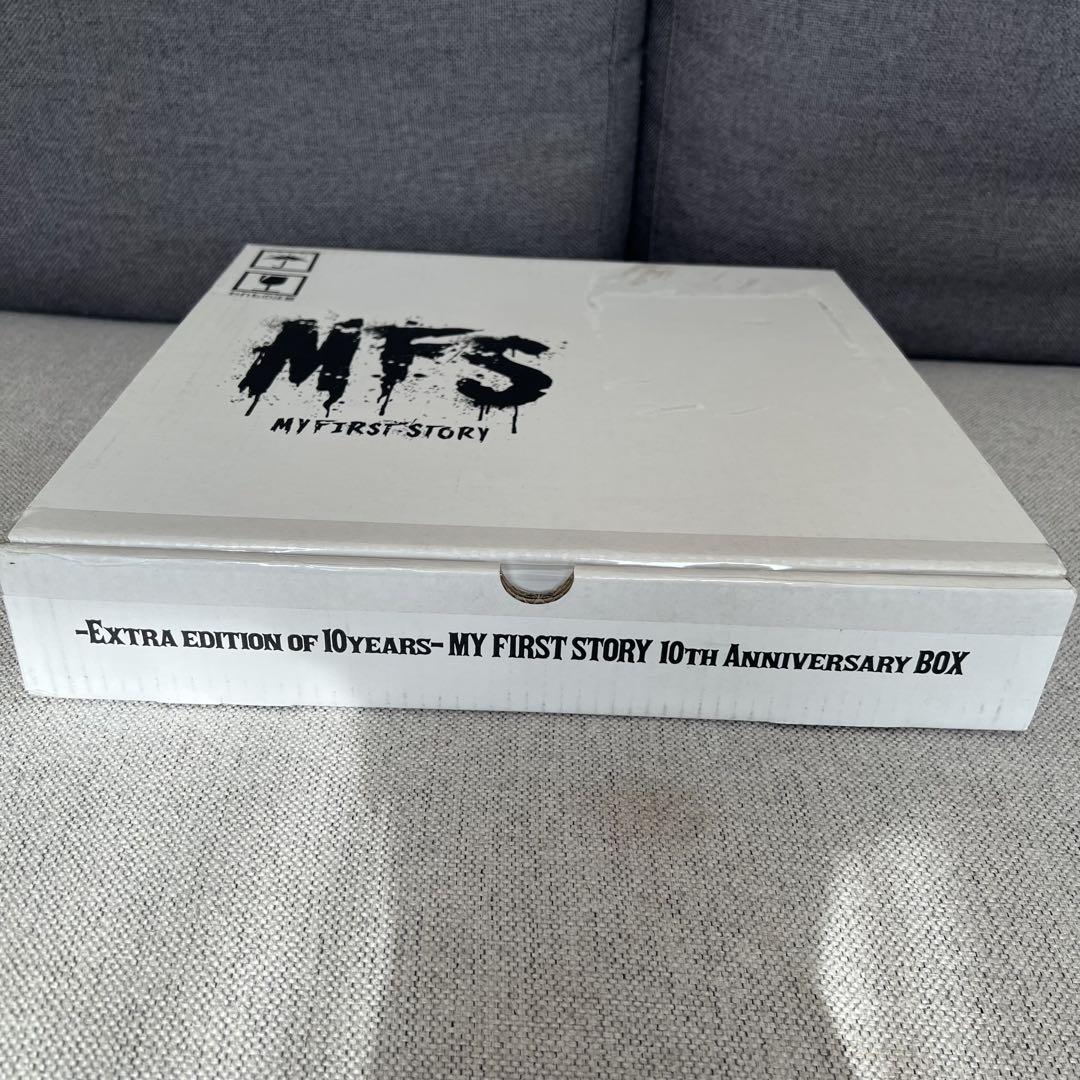 MFS
MY FIRST STORY
-EXTRA EDITION OF 10YEARS- MY FIRST STORY 10TH ANNIVERSARY BOX